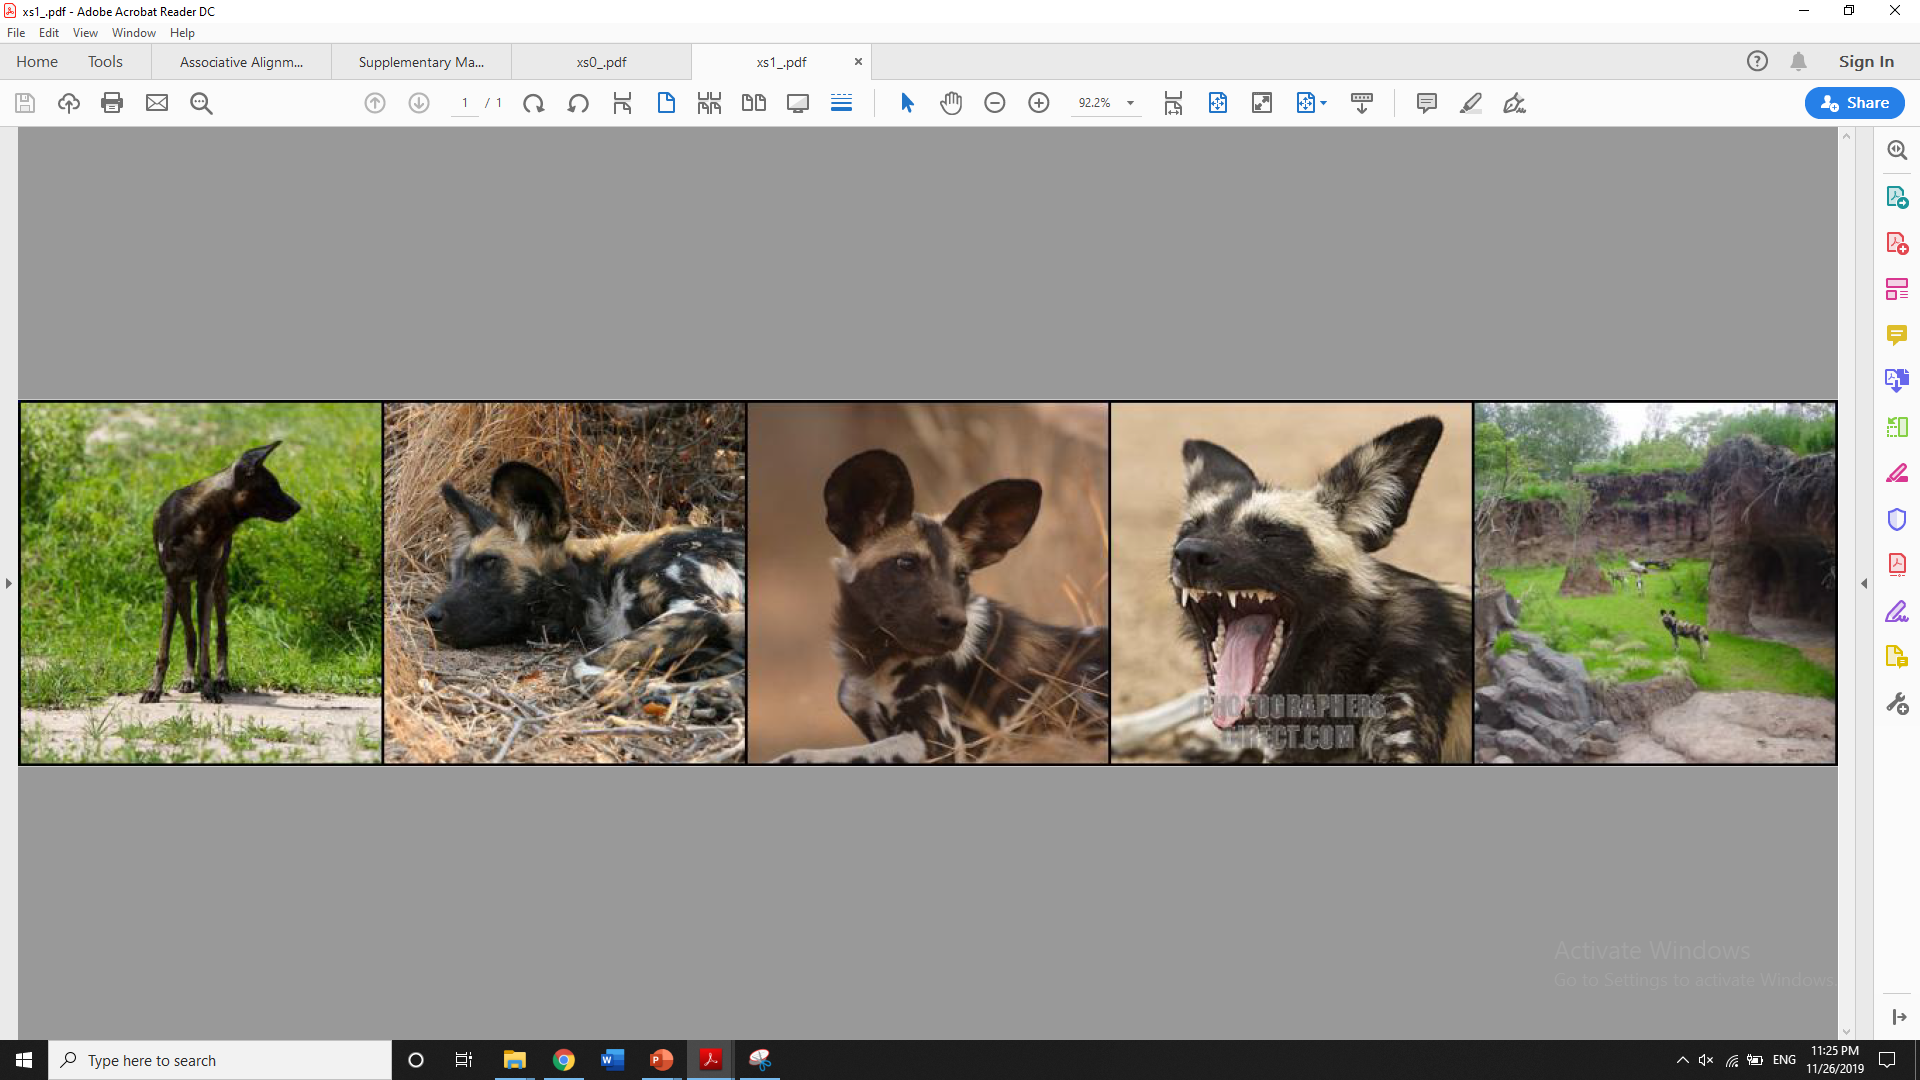 xs1_.pdf - Adobe Acrobat Reader DC
File Edit View Window Help
Home Tools Associative Alignm... Supplementary Ma... xs0_.pdf xs1_.pdf × Sign In
1 / 1 92.2% Share
PHOTOGRAPHERS
DIRECT.COM
Activate Windows
Go to Settings to activate Windows.
Type here to search
ENG
11:25 PM
11/26/2019